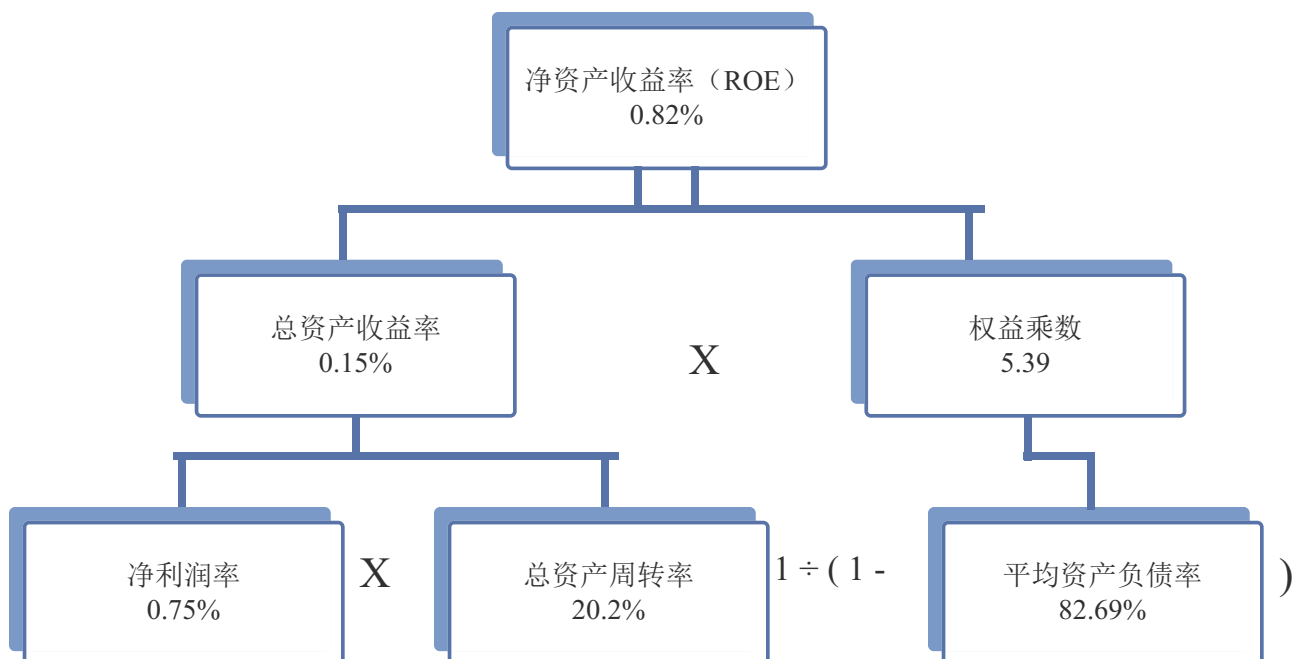 净资产收益率（ROE）
0.82%
总资产收益率
0.15%
X
权益乘数
5.39
净利润率
0.75%
X
总资产周转率
20.2%
1 ÷ ( 1 -
平均资产负债率
82.69%
)